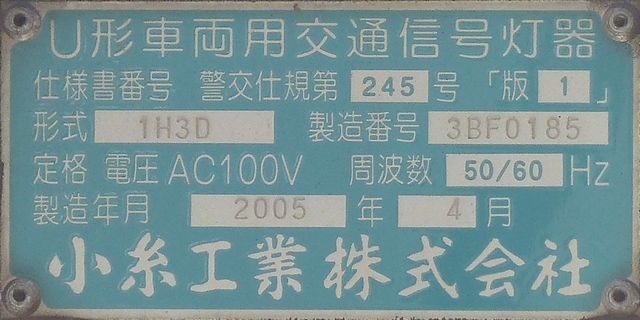 U形車両用交通信号灯器
仕様書番号 警交仕規第 245 号 「版 1 」
形式 1H3D 製造番号 3BF0185
定格 電圧 AC100V 周波数 50/60 Hz
製造年月 2005 年 4 月
小糸工業株式会社